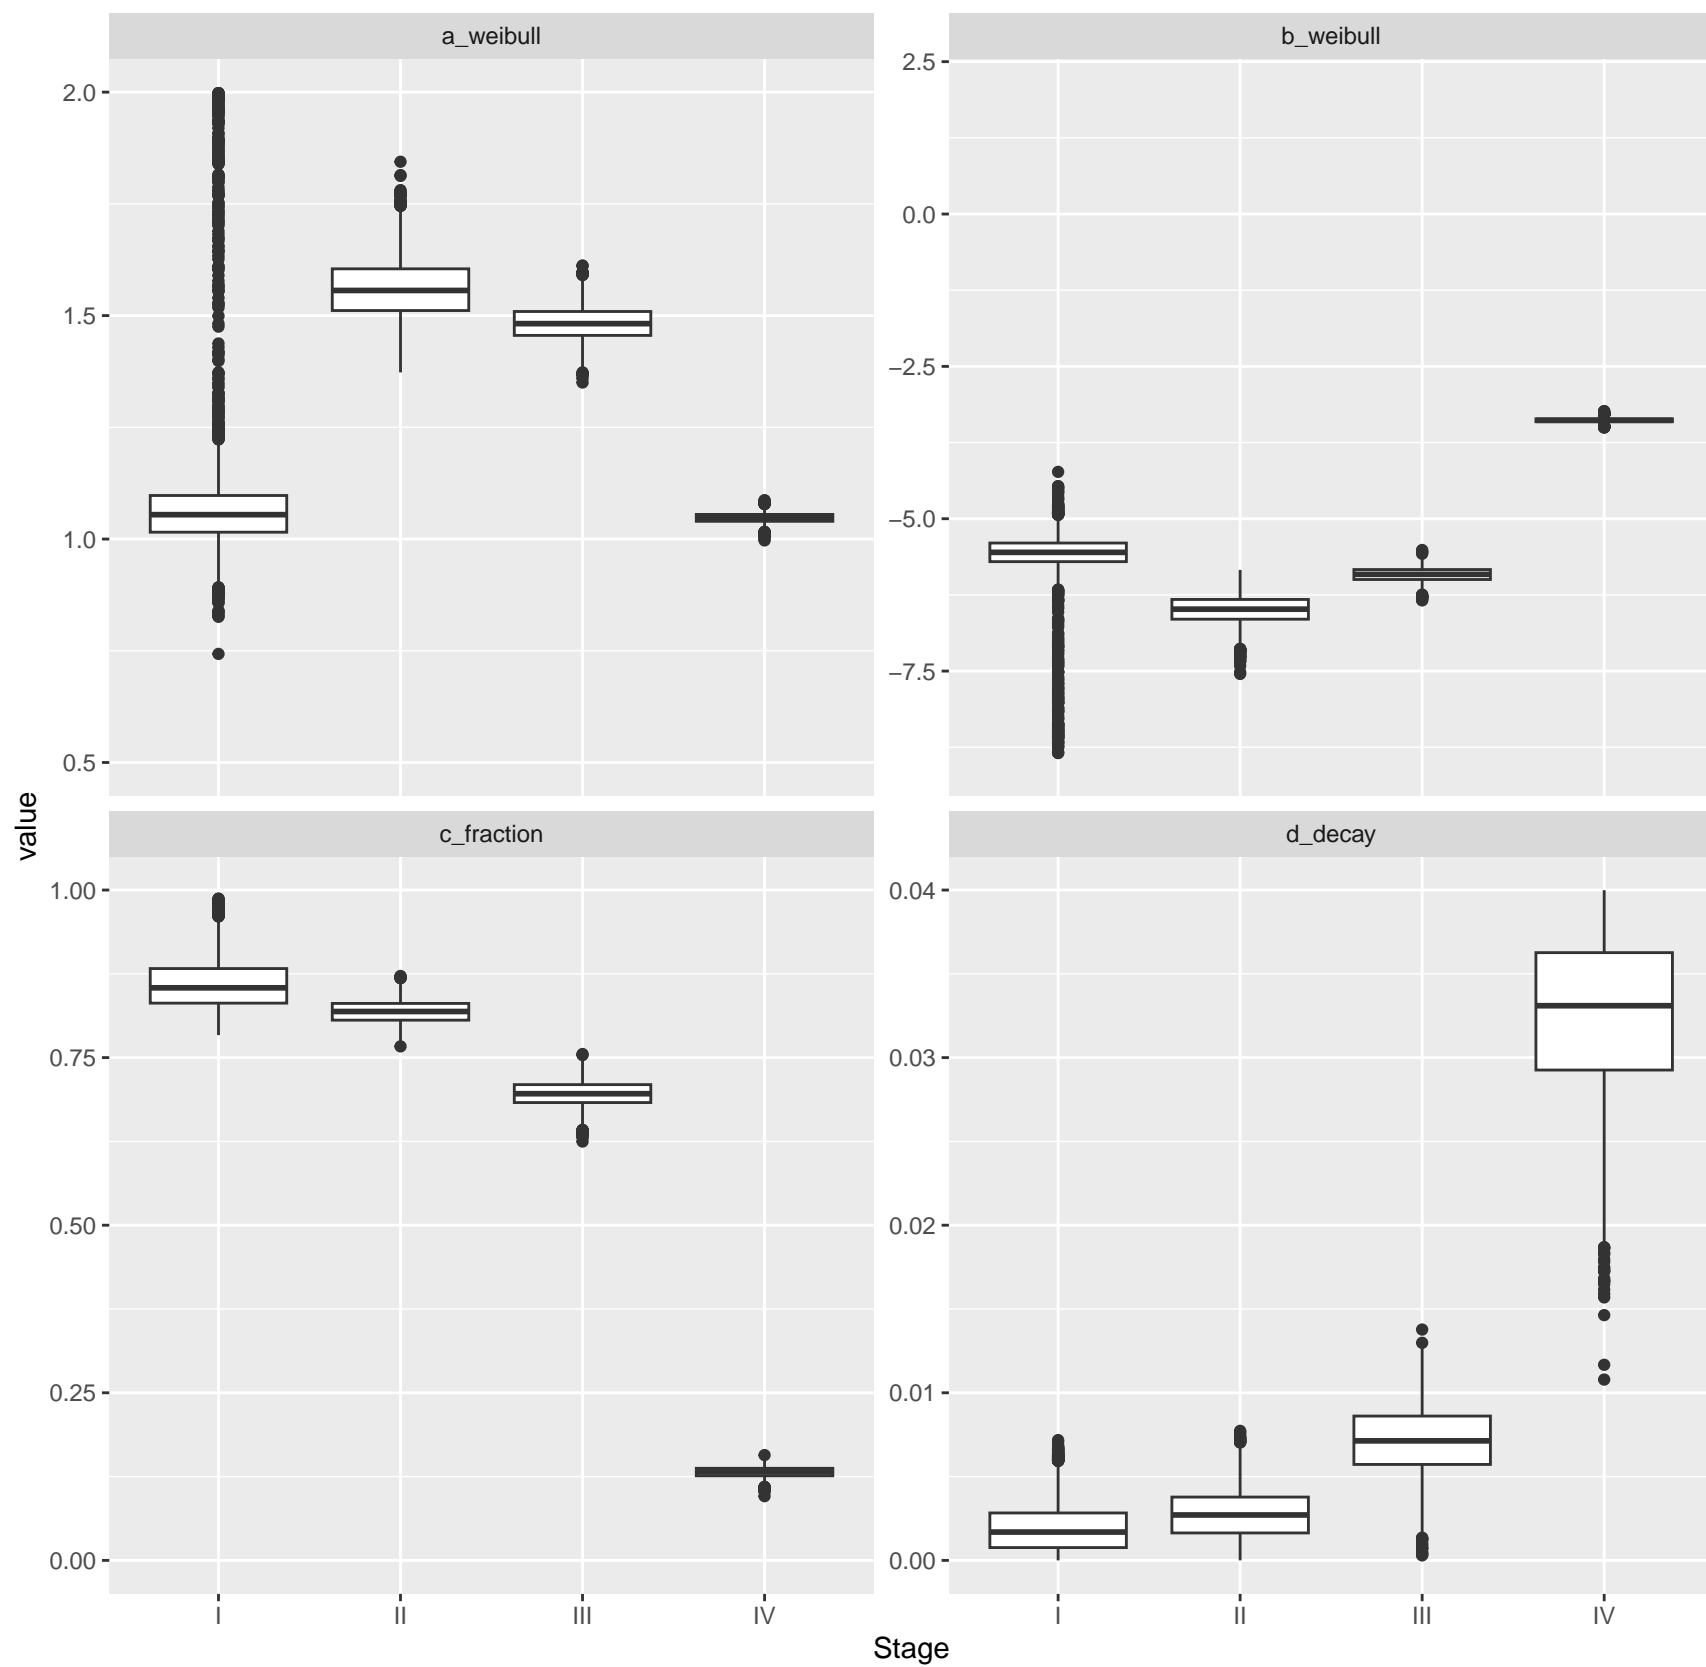 a_weibull
b_weibull
2.0
1.5
1.0
0.5
2.5
0.0
−2.5
−5.0
−7.5
value
c_fraction
d_decay
1.00
0.75
0.50
0.25
0.00
0.04
0.03
0.02
0.01
0.00
I II III IV
I II III IV
Stage